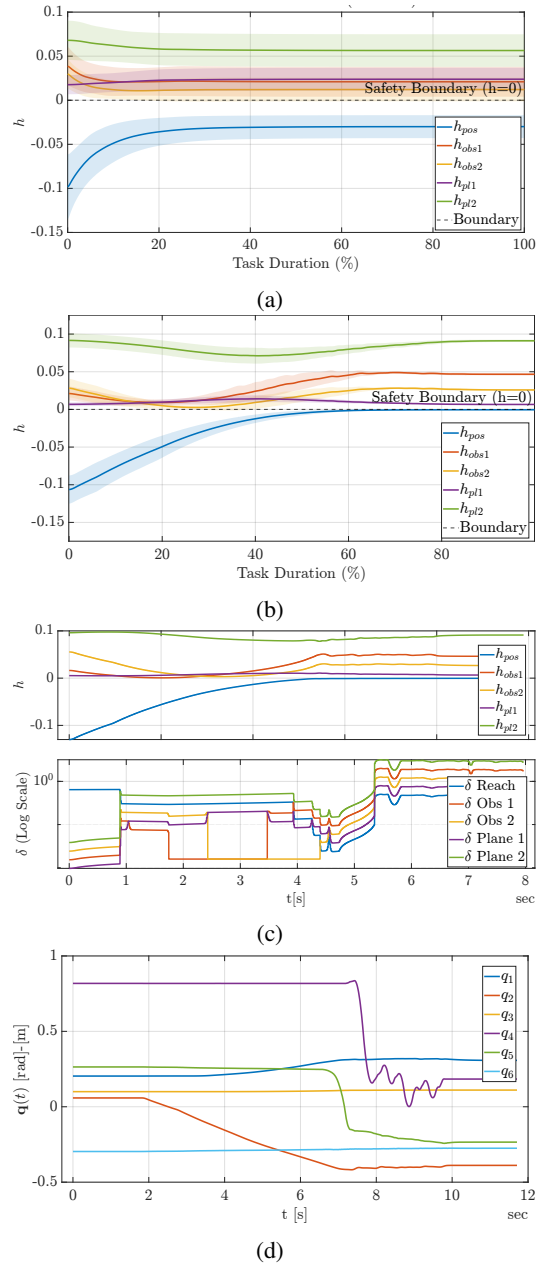 0.1
0.05
0
-0.05
-0.1
-0.15
h
Safety Boundary (h=0)
h_pos
h_obs1
h_obs2
h_pl1
h_pl2
Boundary
0 20 40 60 80 100
Task Duration (%)
(a)
0.1
0.05
0
-0.05
-0.1
-0.15
h
Safety Boundary (h=0)
h_pos
h_obs1
h_obs2
h_pl1
h_pl2
Boundary
0 20 40 60 80
Task Duration (%)
(b)
0.1
0
-0.1
h
h_pos
h_obs1
h_obs2
h_pl1
h_pl2
10^0
δ (Log Scale)
δ Reach
δ Obs 1
δ Obs 2
δ Plane 1
δ Plane 2
0 1 2 3 4 5 6 7 8
t[s] sec
(c)
1
0.5
0
-0.5
q(t) [rad]-[m]
q_1
q_2
q_3
q_4
q_5
q_6
0 2 4 6 8 10 12
t [s] sec
(d)